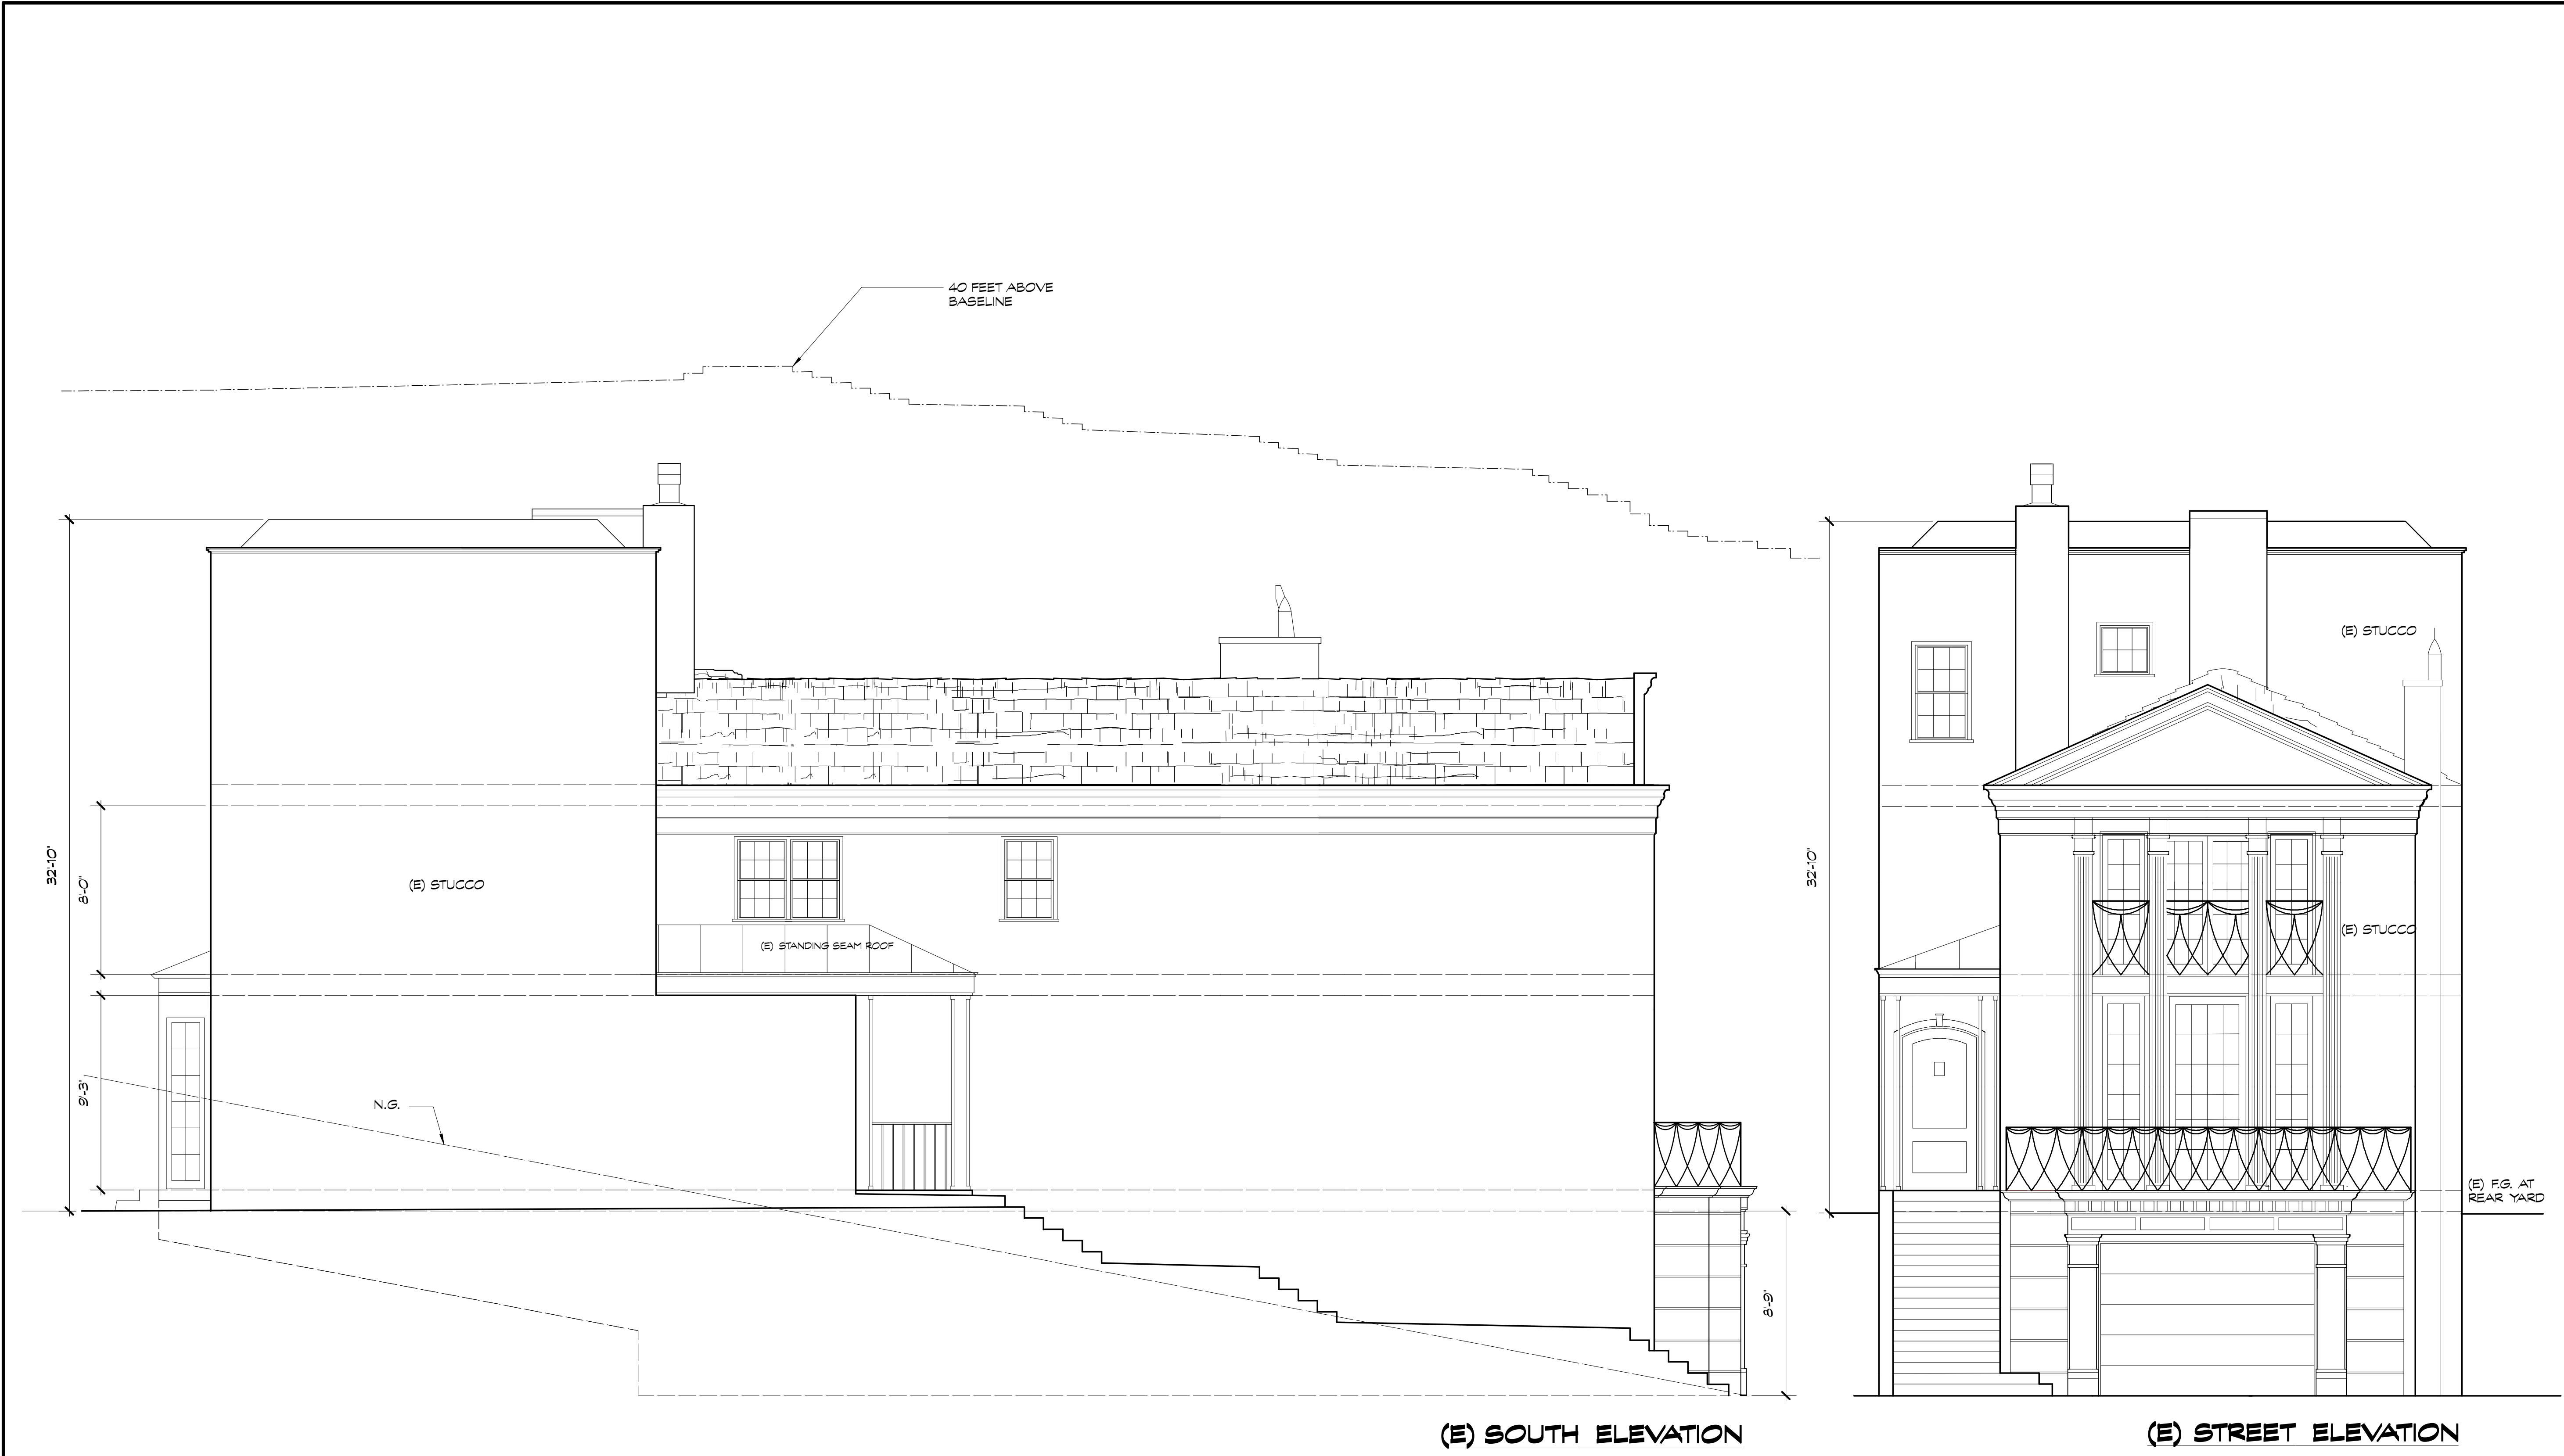 40 FEET ABOVE
BASELINE
32'-10"
8'-0"
(E) STUCCO
(E) STANDING SEAM ROOF
9'-3"
N.G.
8'-9"
(E) SOUTH ELEVATION
32'-10"
(E) STUCCO
(E) STUCCO
(E) F.G. AT
REAR YARD
(E) STREET ELEVATION